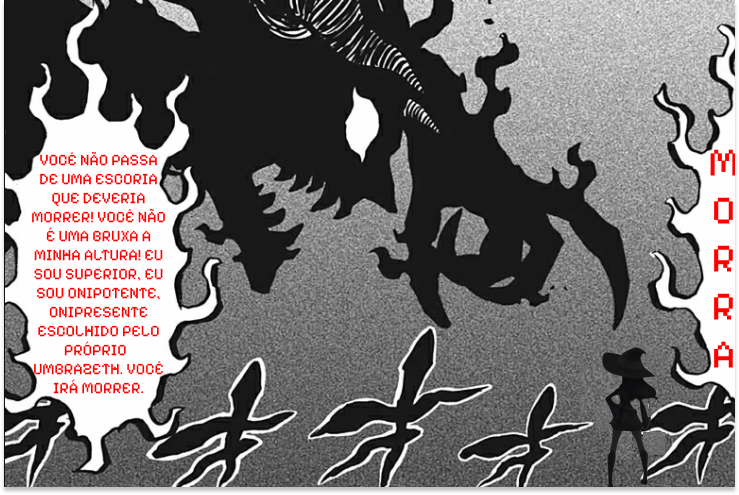 VOCÊ NÃO PASSA
DE UMA ESCORIA
QUE DEVERIA
MORRER! VOCÊ NÃO
É UMA BRUXA A
MINHA ALTURA! EU
SOU SUPERIOR, EU
SOU ONIPOTENTE,
ONIPRESENTE
ESCOLHIDO PELO
PRÓPRIO
UMBRAZETH. VOCÊ
IRÁ MORRER.
MORRA